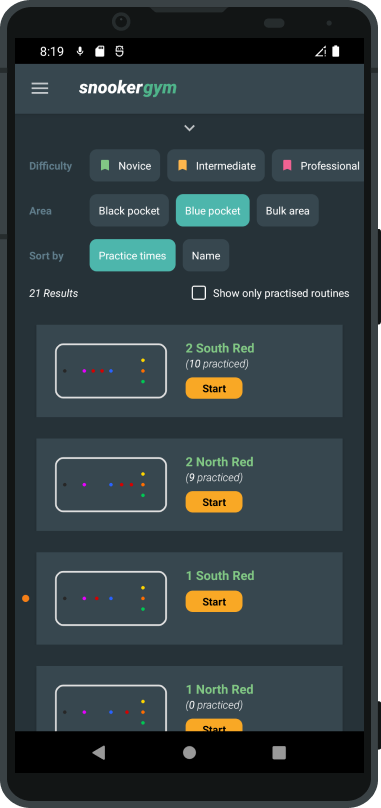 8:19
snookergym
Difficulty Novice Intermediate Professional
Area Black pocket Blue pocket Bulk area
Sort by Practice times Name
21 Results Show only practised routines
2 South Red
(10 practiced)
Start
2 North Red
(9 practiced)
Start
1 South Red
Start
1 North Red
(0 practiced)
Start